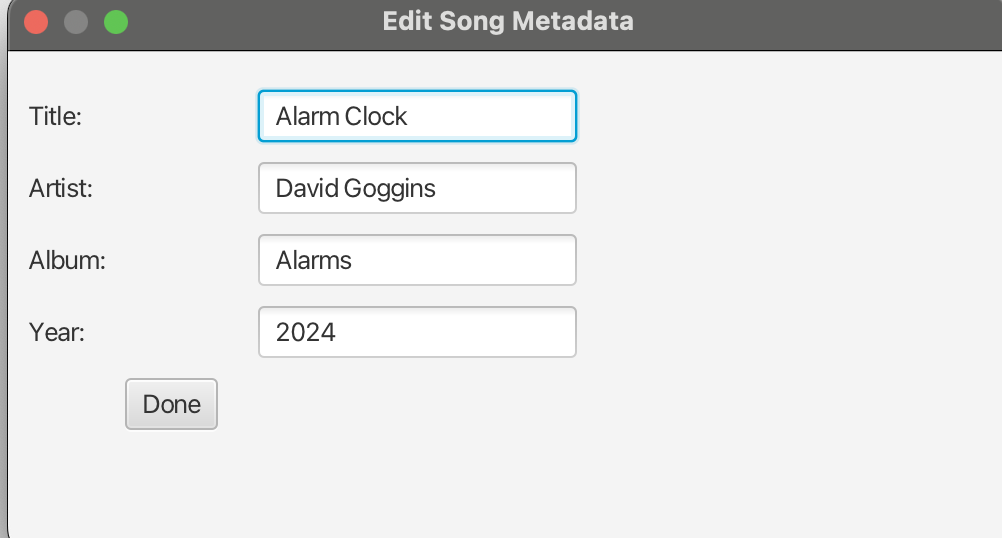 Edit Song Metadata
Title: Alarm Clock
Artist: David Goggins
Album: Alarms
Year: 2024
Done